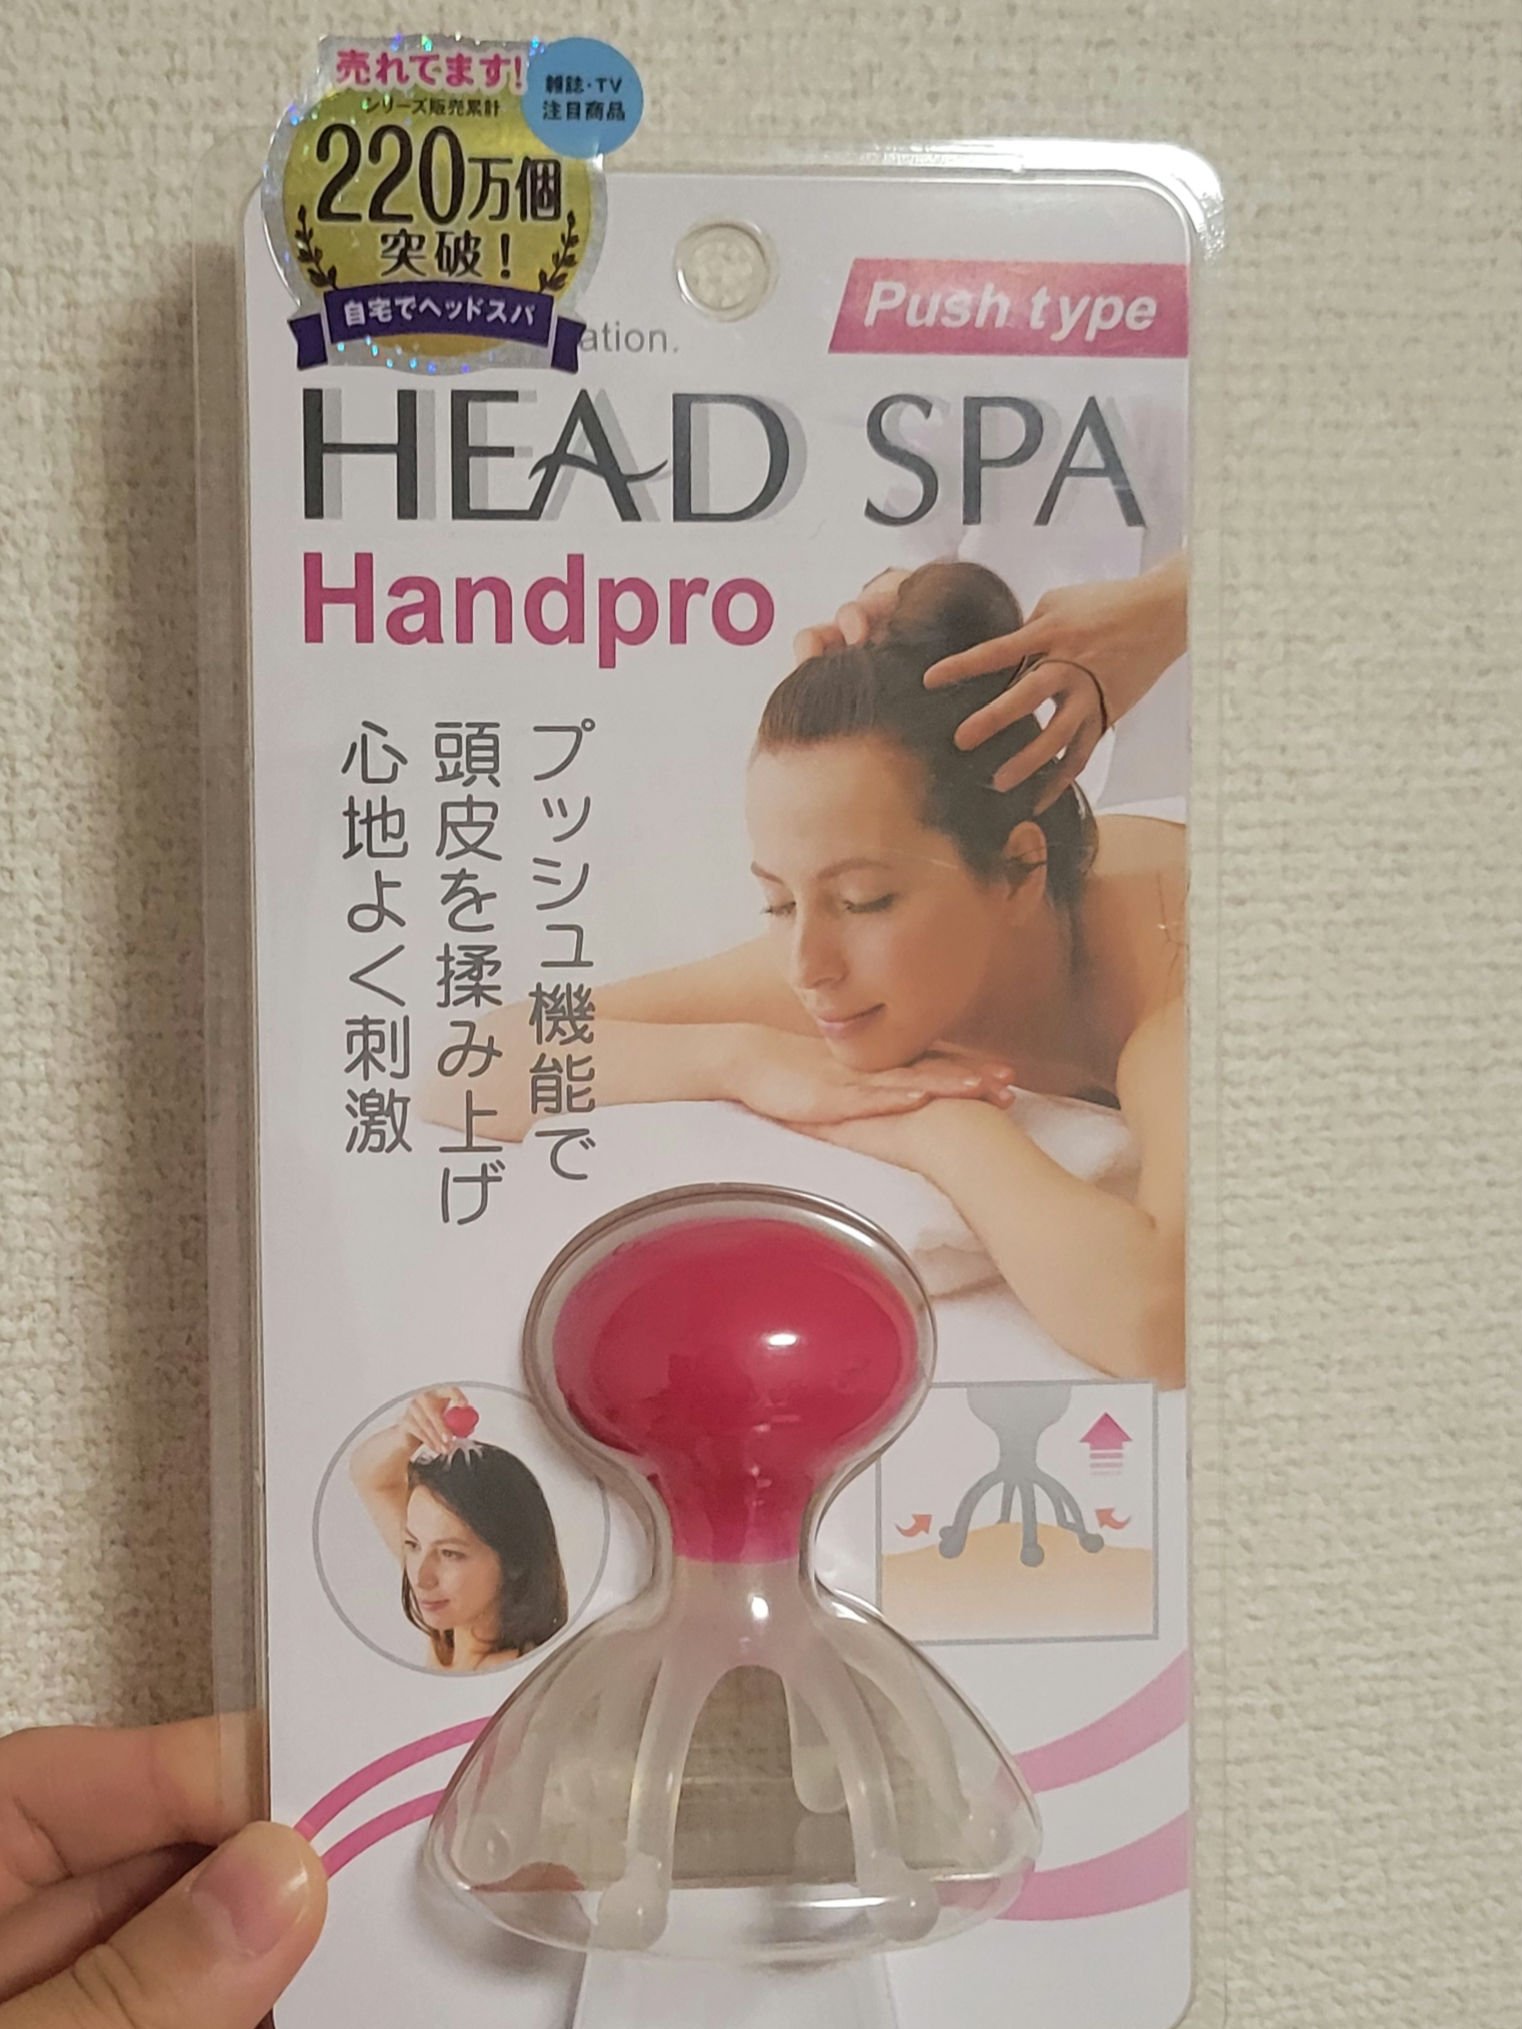 売れてます!
シリーズ販売累計
220万個
突破!
自宅でヘッドスパ
雑誌・TV
注目商品
ation.
Push type
HEAD SPA
Handpro
プッシュ機能で
頭皮を揉み上げ
心地よく刺激